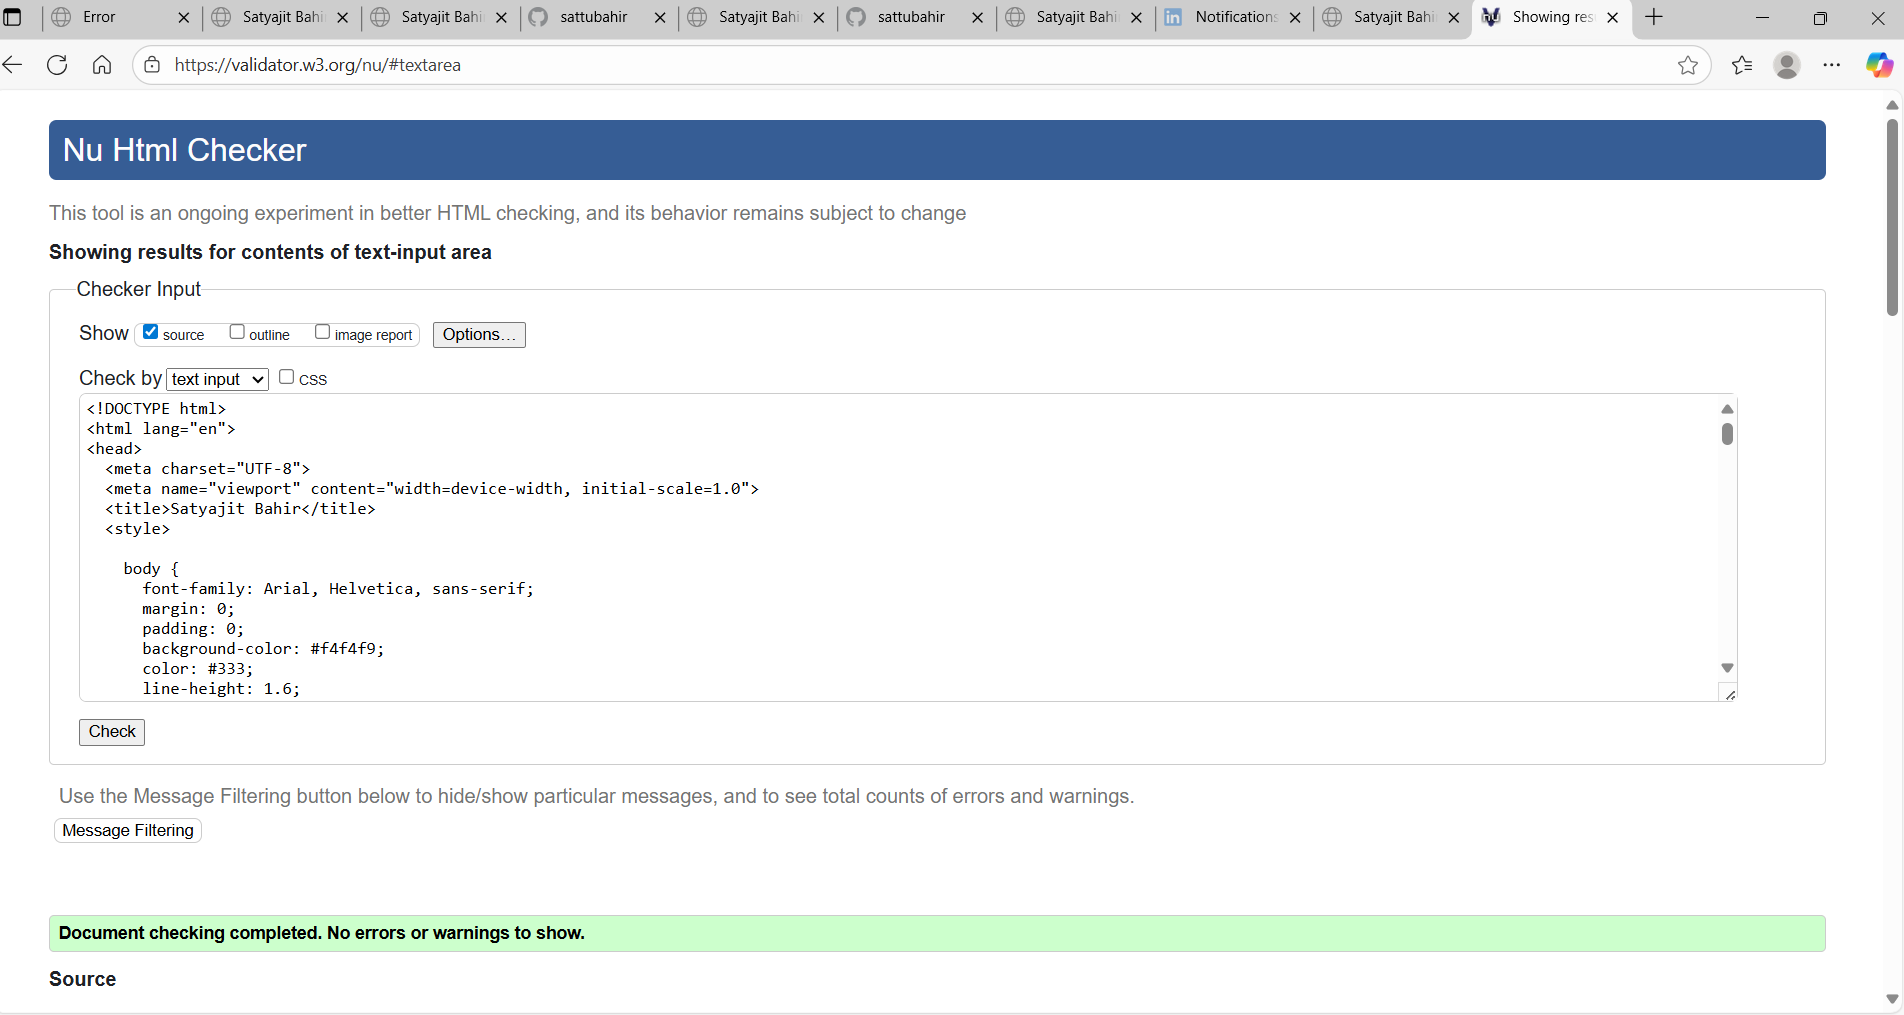 Error
Satyajit Bahi
Satyajit Bahi
sattubahir
Satyajit Bahi
sattubahir
Satyajit Bahi
Notifications
Satyajit Bahi
Showing res
https://validator.w3.org/nu/#textarea
Nu Html Checker
This tool is an ongoing experiment in better HTML checking, and its behavior remains subject to change
Showing results for contents of text-input area
Checker Input
Show source outline image report Options...
Check by text input CSS
<!DOCTYPE html>
<html lang="en">
<head>
<meta charset="UTF-8">
<meta name="viewport" content="width=device-width, initial-scale=1.0">
<title>Satyajit Bahir</title>
<style>
body {
font-family: Arial, Helvetica, sans-serif;
margin: 0;
padding: 0;
background-color: #f4f4f9;
color: #333;
line-height: 1.6;
Check
Use the Message Filtering button below to hide/show particular messages, and to see total counts of errors and warnings.
Message Filtering
Document checking completed. No errors or warnings to show.
Source